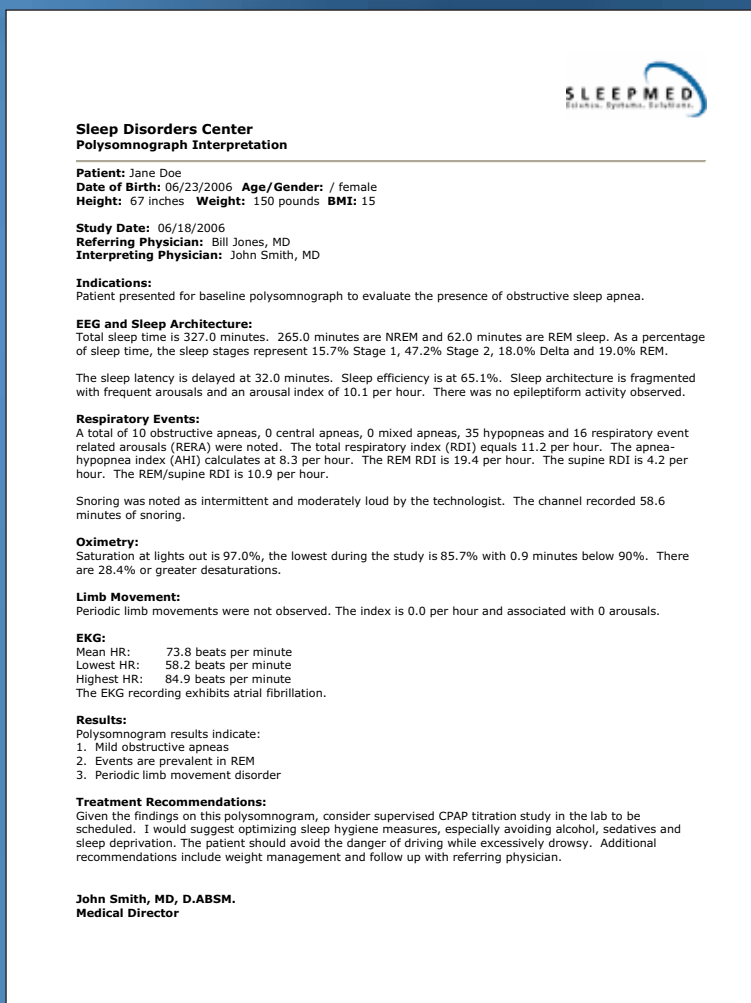 SLEEPMED
Science. Systems. Solutions.
Sleep Disorders Center
Polysomnograph Interpretation
Patient: Jane Doe
Date of Birth: 06/23/2006 Age/Gender: / female
Height: 67 inches Weight: 150 pounds BMI: 15
Study Date: 06/18/2006
Referring Physician: Bill Jones, MD
Interpreting Physician: John Smith, MD
Indications:
Patient presented for baseline polysomnograph to evaluate the presence of obstructive sleep apnea.
EEG and Sleep Architecture:
Total sleep time is 327.0 minutes. 265.0 minutes are NREM and 62.0 minutes are REM sleep. As a percentage
of sleep time, the sleep stages represent 15.7% Stage 1, 47.2% Stage 2, 18.0% Delta and 19.0% REM.
The sleep latency is delayed at 32.0 minutes. Sleep efficiency is at 65.1%. Sleep architecture is fragmented
with frequent arousals and an arousal index of 10.1 per hour. There was no epileptiform activity observed.
Respiratory Events:
A total of 10 obstructive apneas, 0 central apneas, 0 mixed apneas, 35 hypopneas and 16 respiratory event
related arousals (RERA) were noted. The total respiratory index (RDI) equals 11.2 per hour. The apnea-
hypopnea index (AHI) calculates at 8.3 per hour. The REM RDI is 19.4 per hour. The supine RDI is 4.2 per
hour. The REM/supine RDI is 10.9 per hour.
Snoring was noted as intermittent and moderately loud by the technologist. The channel recorded 58.6
minutes of snoring.
Oximetry:
Saturation at lights out is 97.0%, the lowest during the study is 85.7% with 0.9 minutes below 90%. There
are 28.4% or greater desaturations.
Limb Movement:
Periodic limb movements were not observed. The index is 0.0 per hour and associated with 0 arousals.
EKG:
Mean HR: 73.8 beats per minute
Lowest HR: 58.2 beats per minute
Highest HR: 84.9 beats per minute
The EKG recording exhibits atrial fibrillation.
Results:
Polysomnogram results indicate:
1. Mild obstructive apneas
2. Events are prevalent in REM
3. Periodic limb movement disorder
Treatment Recommendations:
Given the findings on this polysomnogram, consider supervised CPAP titration study in the lab to be
scheduled. I would suggest optimizing sleep hygiene measures, especially avoiding alcohol, sedatives and
sleep deprivation. The patient should avoid the danger of driving while excessively drowsy. Additional
recommendations include weight management and follow up with referring physician.
John Smith, MD, D.ABSM.
Medical Director